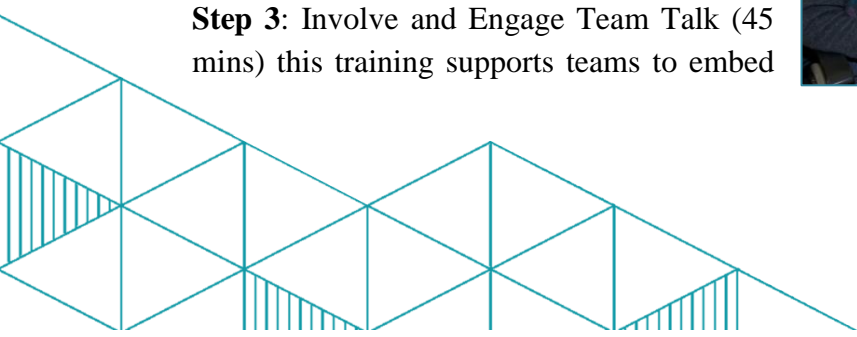 Step 3: Involve and Engage Team Talk (45
mins) this training supports teams to embed